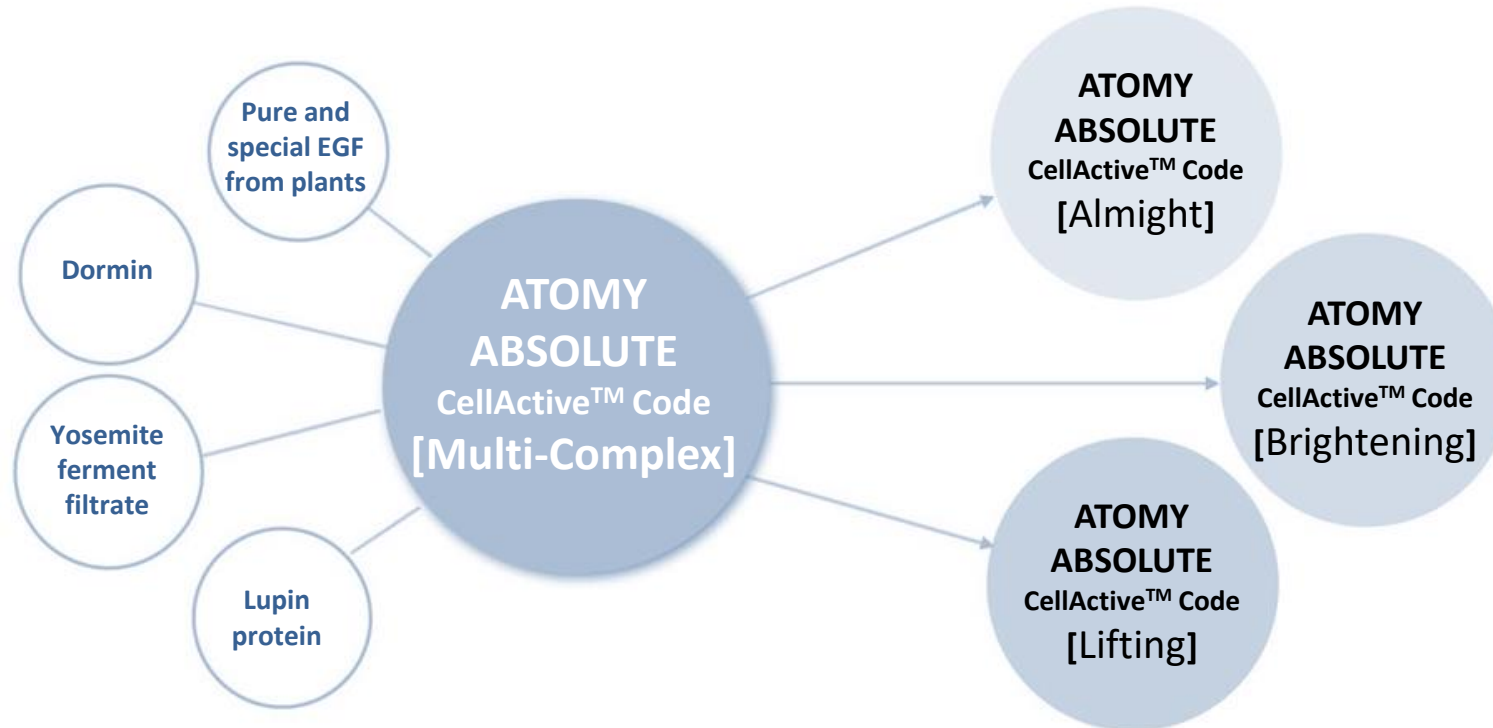 Pure and
special EGF
from plants
Dormin
Yosemite
ferment
filtrate
Lupin
protein
ATOMY
ABSOLUTE
CellActive™ Code
[Multi-Complex]
ATOMY
ABSOLUTE
CellActive™ Code
[Almight]
ATOMY
ABSOLUTE
CellActive™ Code
[Brightening]
ATOMY
ABSOLUTE
CellActive™ Code
[Lifting]